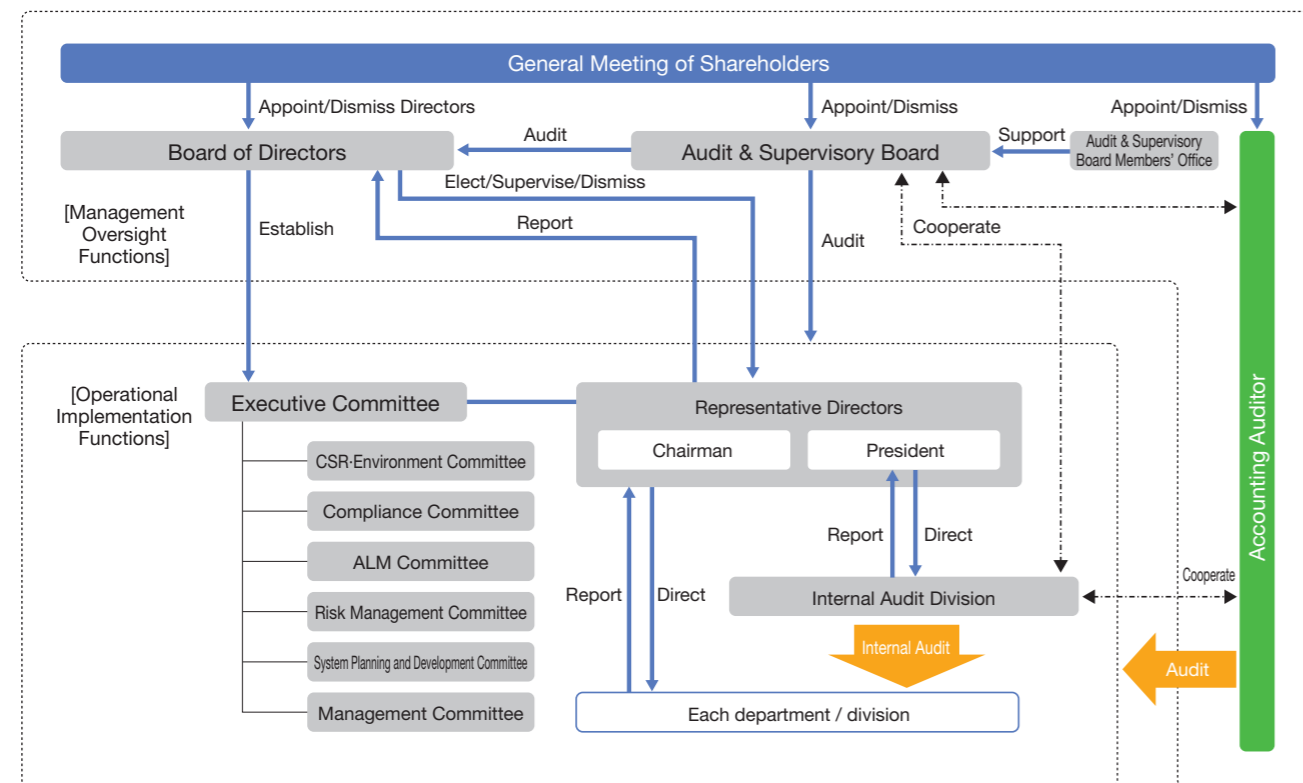 General Meeting of Shareholders
Appoint/Dismiss Directors
Appoint/Dismiss
Appoint/Dismiss
Board of Directors
Audit
Audit & Supervisory Board
Support
Audit & Supervisory
Board Members' Office
Elect/Supervise/Dismiss
[Management
Oversight
Functions]
Establish
Report
Audit
Cooperate
[Operational
Implementation
Functions]
Executive Committee
Representative Directors
Chairman
President
CSR·Environment Committee
Compliance Committee
ALM Committee
Risk Management Committee
System Planning and Development Committee
Management Committee
Report
Direct
Report
Direct
Internal Audit Division
Cooperate
Internal Audit
Audit
Each department / division
Accounting Auditor